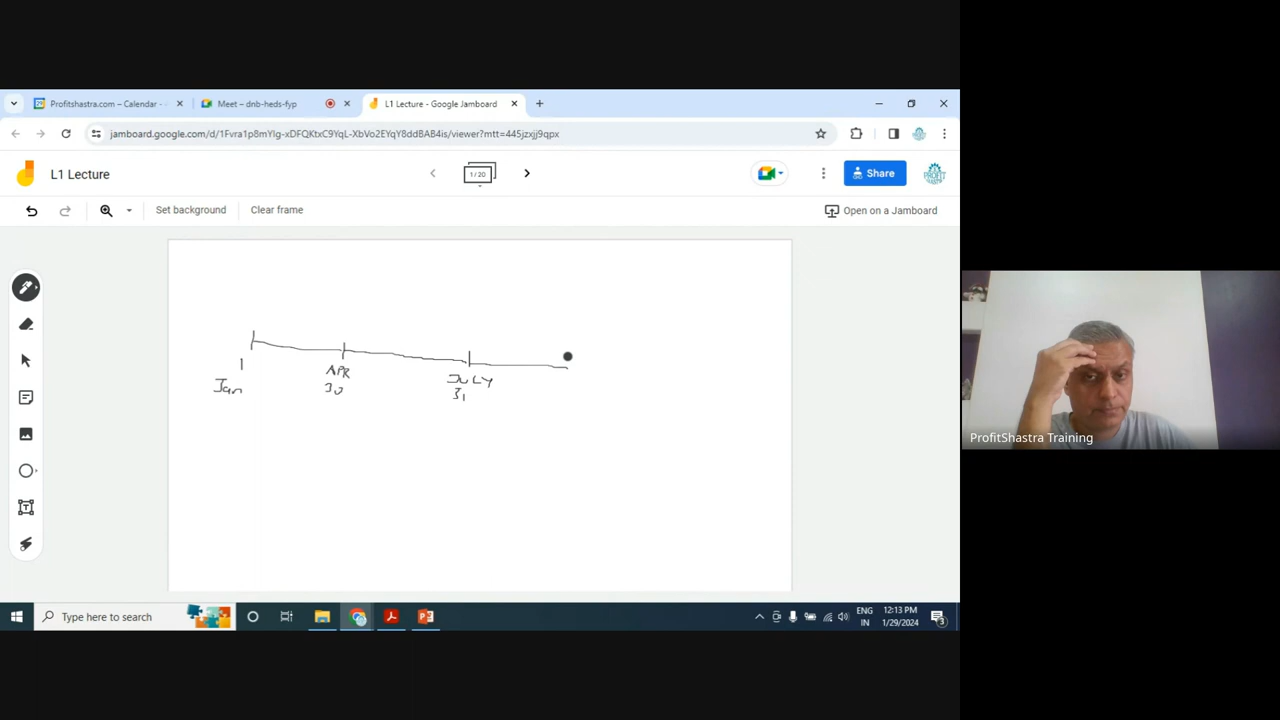 Profitshastra.com – Calendar -
Meet – dnb-heds-fyp
L1 Lecture - Google Jamboard
jamboard.google.com/d/1Fvra1p8mYlg-xDFQKtxC9YqL-XbVo2EYqY8ddBAB4is/viewer?mtt=445jzxjj9qpx
L1 Lecture
1/20
Share
Set background
Clear frame
Open on a Jamboard
1
Jan
APR
30
JULY
31
ProfitShastra Training
Type here to search
ENG
IN
12:13 PM
1/29/2024
3